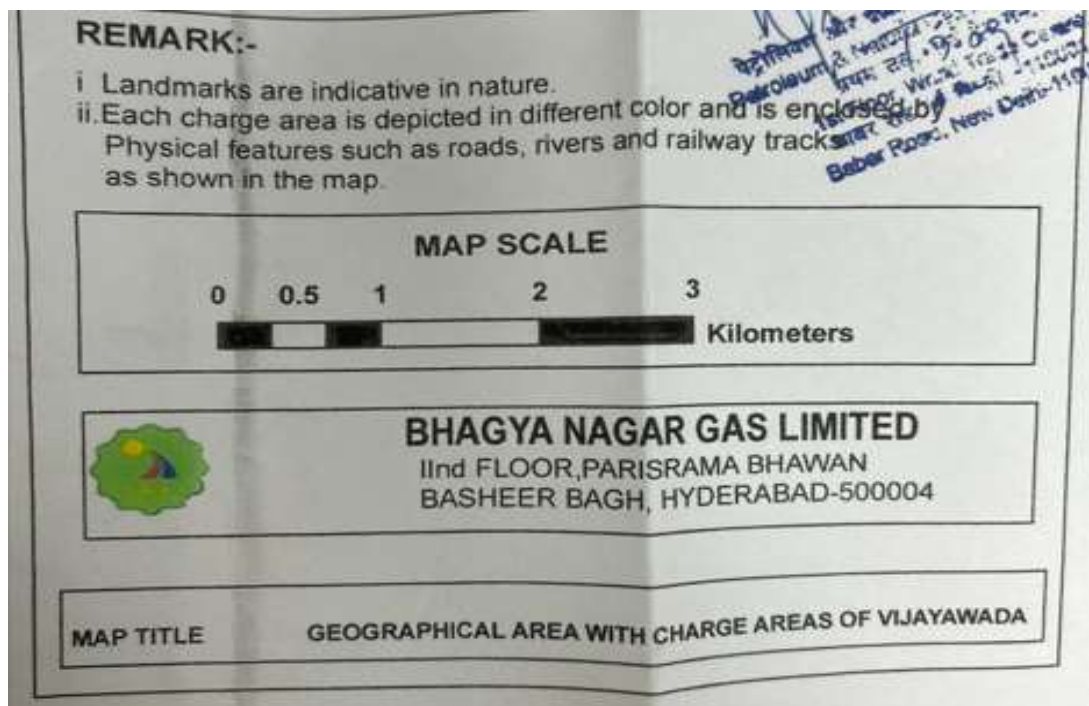 REMARK:-
i Landmarks are indicative in nature.
ii.Each charge area is depicted in different color and is enclosed by
Physical features such as roads, rivers and railway tracks
as shown in the map.
Petroleum &
World Trade
Baber Road, New Delhi-
MAP SCALE
0 0.5 1 2 3
Kilometers
BHAGYA NAGAR GAS LIMITED
IInd FLOOR,PARISRAMA BHAWAN
BASHEER BAGH, HYDERABAD-500004
MAP TITLE GEOGRAPHICAL AREA WITH CHARGE AREAS OF VIJAYAWADA